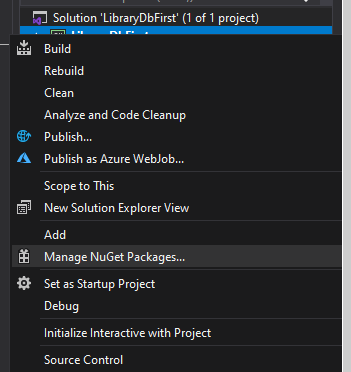 Solution 'LibraryDbFirst' (1 of 1 project)
Build
Rebuild
Clean
Analyze and Code Cleanup
Publish...
Publish as Azure WebJob...
Scope to This
New Solution Explorer View
Add
Manage NuGet Packages...
Set as Startup Project
Debug
Initialize Interactive with Project
Source Control